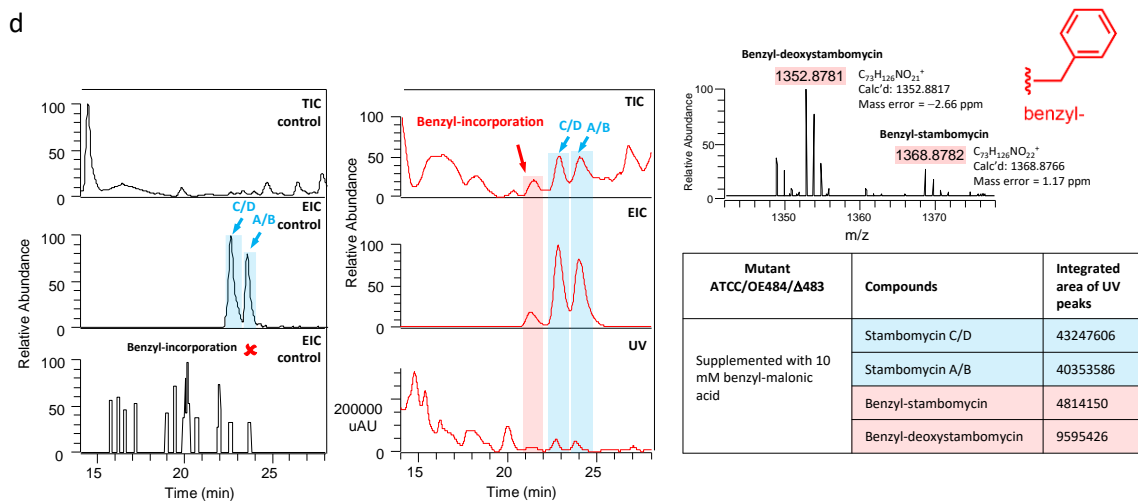 d
TIC
control
100
50
0
C/D
A/B
EIC
control
100
50
0
Benzyl-incorporation ✘
EIC
control
100
50
0
Relative Abundance
15 20 25
Time (min)
TIC
Benzyl-incorporation
C/D
A/B
100
50
0
EIC
100
50
0
Relative Abundance
UV
200000
uAU
15 20 25
Time (min)
Benzyl-deoxystambomycin
1352.8781
C73H126NO21+
Calc'd: 1352.8817
Mass error = −2.66 ppm
Benzyl-stambomycin
1368.8782
C73H126NO22+
Calc'd: 1368.8766
Mass error = 1.17 ppm
100
50
0
Relative Abundance
1350 1360 1370
m/z
benzyl-
Mutant
ATCC/OE484/Δ483
Compounds
Integrated
area of UV
peaks
Supplemented with 10
mM benzyl-malonic
acid
Stambomycin C/D 43247606
Stambomycin A/B 40353586
Benzyl-stambomycin 4814150
Benzyl-deoxystambomycin 9595426